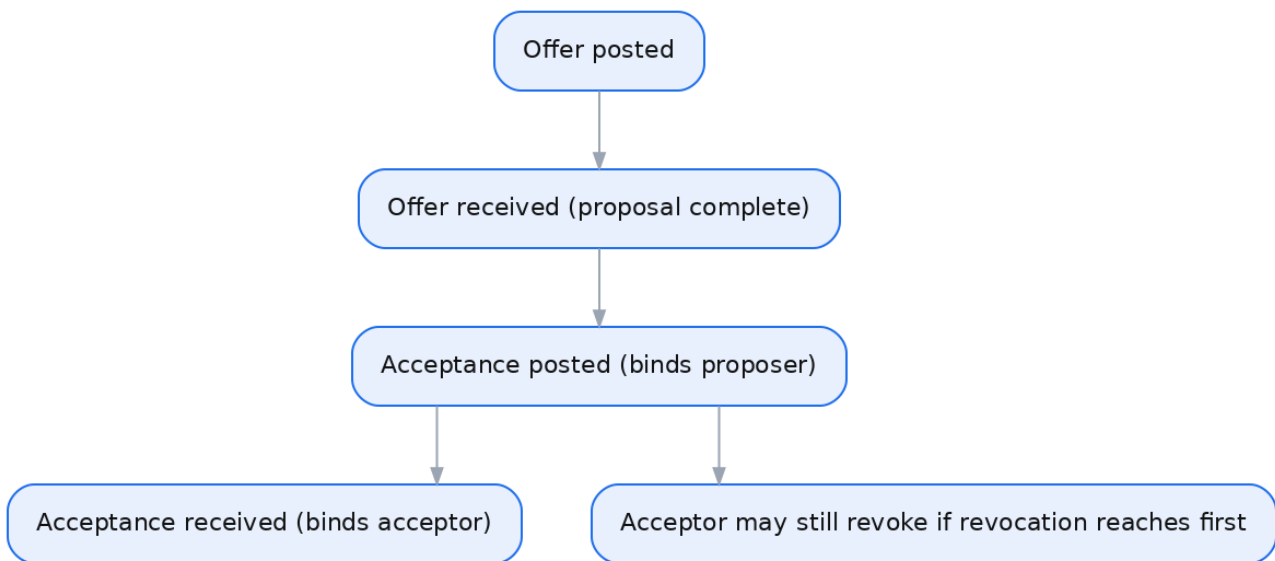 Offer posted
Offer received (proposal complete)
Acceptance posted (binds proposer)
Acceptance received (binds acceptor)
Acceptor may still revoke if revocation reaches first